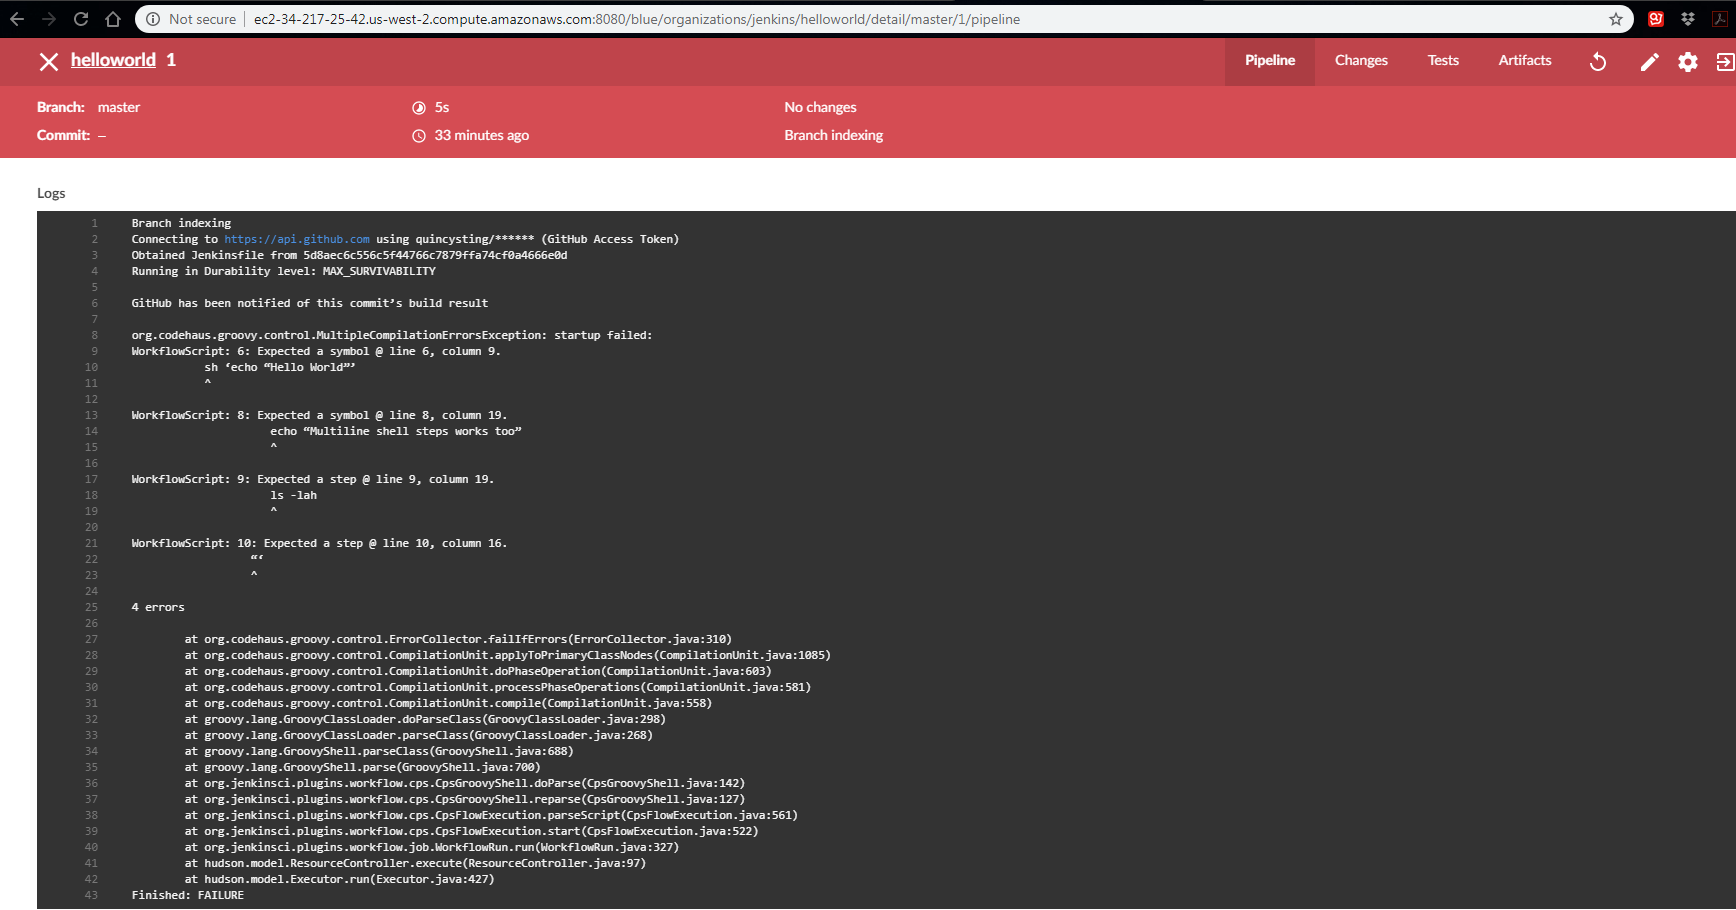 Not secure | ec2-34-217-25-42.us-west-2.compute.amazonaws.com:8080/blue/organizations/jenkins/helloworld/detail/master/1/pipeline
helloworld 1 Pipeline Changes Tests Artifacts
Branch: master 5s No changes
Commit: – 33 minutes ago Branch indexing
Logs
1 Branch indexing
2 Connecting to https://api.github.com using quincysting/****** (GitHub Access Token)
3 Obtained Jenkinsfile from 5d8aec6c556c5f44766c7879ffa74cf0a4666e0d
4 Running in Durability level: MAX_SURVIVABILITY
5
6 GitHub has been notified of this commit’s build result
7
8 org.codehaus.groovy.control.MultipleCompilationErrorsException: startup failed:
9 WorkflowScript: 6: Expected a symbol @ line 6, column 9.
10 sh ‘echo “Hello World”’
11 ^
12
13 WorkflowScript: 8: Expected a symbol @ line 8, column 19.
14 echo “Multiline shell steps works too”
15 ^
16
17 WorkflowScript: 9: Expected a step @ line 9, column 19.
18 ls -lah
19 ^
20
21 WorkflowScript: 10: Expected a step @ line 10, column 16.
22 “‘
23 ^
24
25 4 errors
26
27 at org.codehaus.groovy.control.ErrorCollector.failIfErrors(ErrorCollector.java:310)
28 at org.codehaus.groovy.control.CompilationUnit.applyToPrimaryClassNodes(CompilationUnit.java:1085)
29 at org.codehaus.groovy.control.CompilationUnit.doPhaseOperation(CompilationUnit.java:603)
30 at org.codehaus.groovy.control.CompilationUnit.processPhaseOperations(CompilationUnit.java:581)
31 at org.codehaus.groovy.control.CompilationUnit.compile(CompilationUnit.java:558)
32 at groovy.lang.GroovyClassLoader.doParseClass(GroovyClassLoader.java:298)
33 at groovy.lang.GroovyClassLoader.parseClass(GroovyClassLoader.java:268)
34 at groovy.lang.GroovyShell.parseClass(GroovyShell.java:688)
35 at groovy.lang.GroovyShell.parse(GroovyShell.java:700)
36 at org.jenkinsci.plugins.workflow.cps.CpsGroovyShell.doParse(CpsGroovyShell.java:142)
37 at org.jenkinsci.plugins.workflow.cps.CpsGroovyShell.reparse(CpsGroovyShell.java:127)
38 at org.jenkinsci.plugins.workflow.cps.CpsFlowExecution.parseScript(CpsFlowExecution.java:561)
39 at org.jenkinsci.plugins.workflow.cps.CpsFlowExecution.start(CpsFlowExecution.java:522)
40 at org.jenkinsci.plugins.workflow.job.WorkflowRun.run(WorkflowRun.java:327)
41 at hudson.model.ResourceController.execute(ResourceController.java:97)
42 at hudson.model.Executor.run(Executor.java:427)
43 Finished: FAILURE